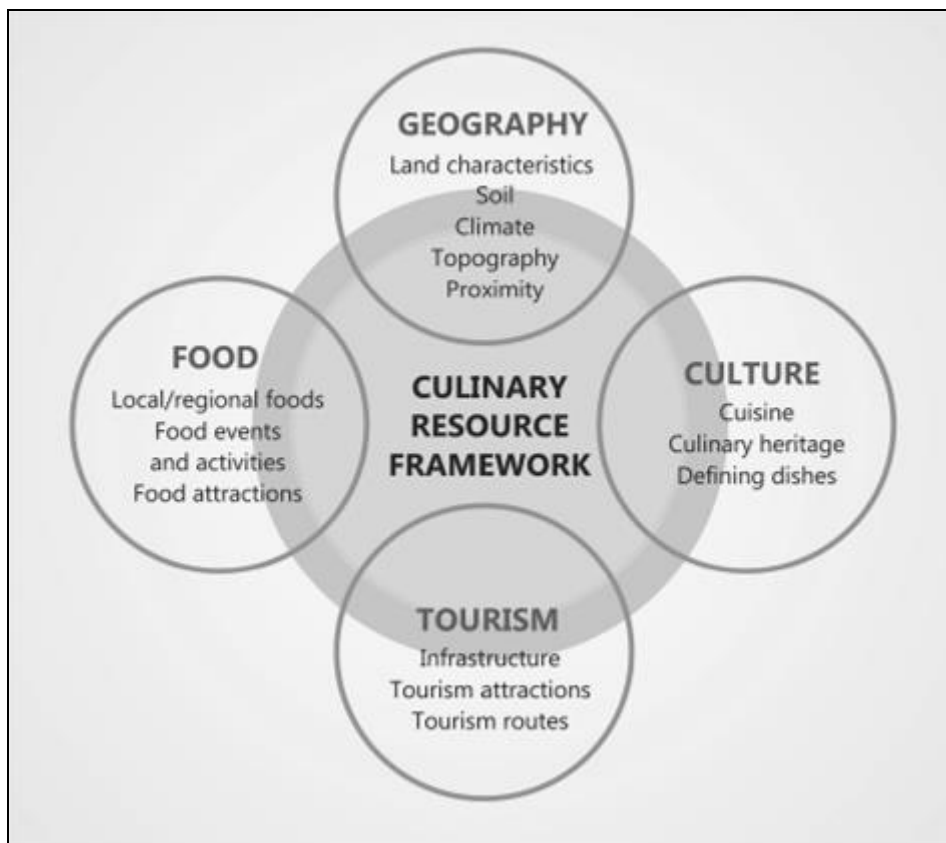 GEOGRAPHY
Land characteristics
Soil
Climate
Topography
Proximity
FOOD
Local/regional foods
Food events
and activities
Food attractions
CULINARY
RESOURCE
FRAMEWORK
CULTURE
Cuisine
Culinary heritage
Defining dishes
TOURISM
Infrastructure
Tourism attractions
Tourism routes